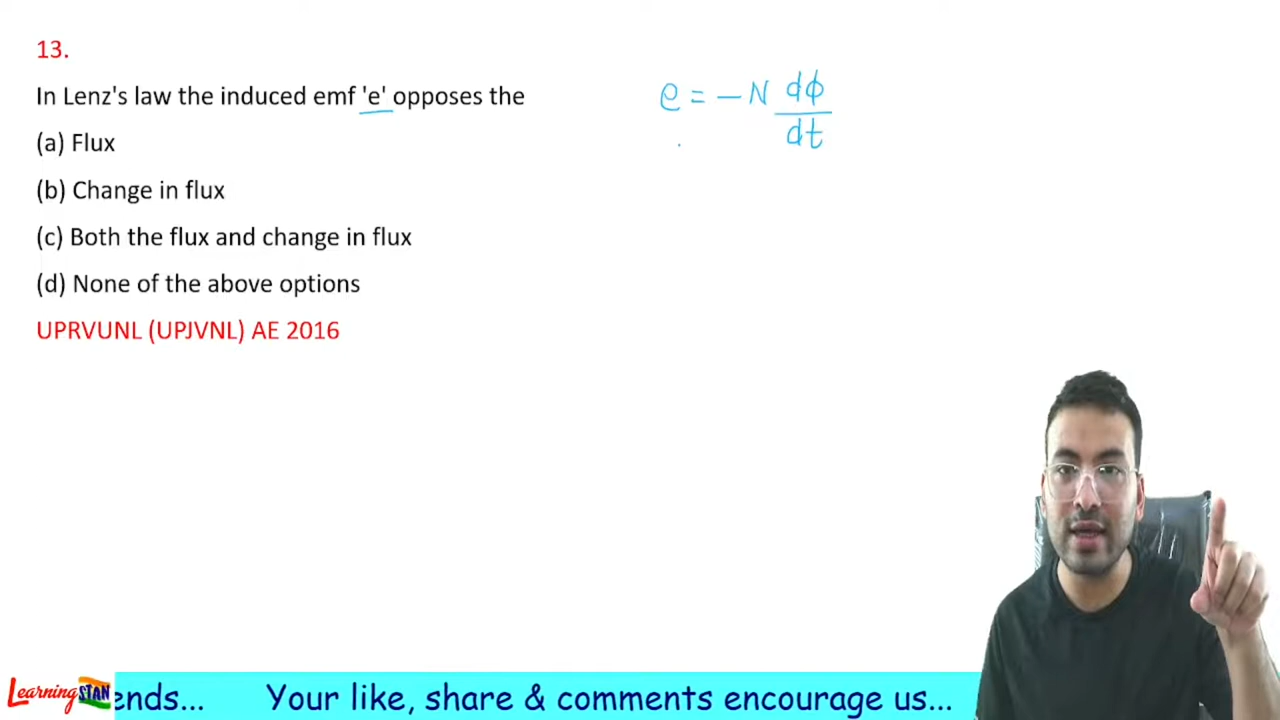 13.
In Lenz's law the induced emf 'e' opposes the
e = − N dϕ/dt
(a) Flux
(b) Change in flux
(c) Both the flux and change in flux
(d) None of the above options
UPRVUNL (UPJVNL) AE 2016
Learning STAN
ends... Your like, share & comments encourage us...